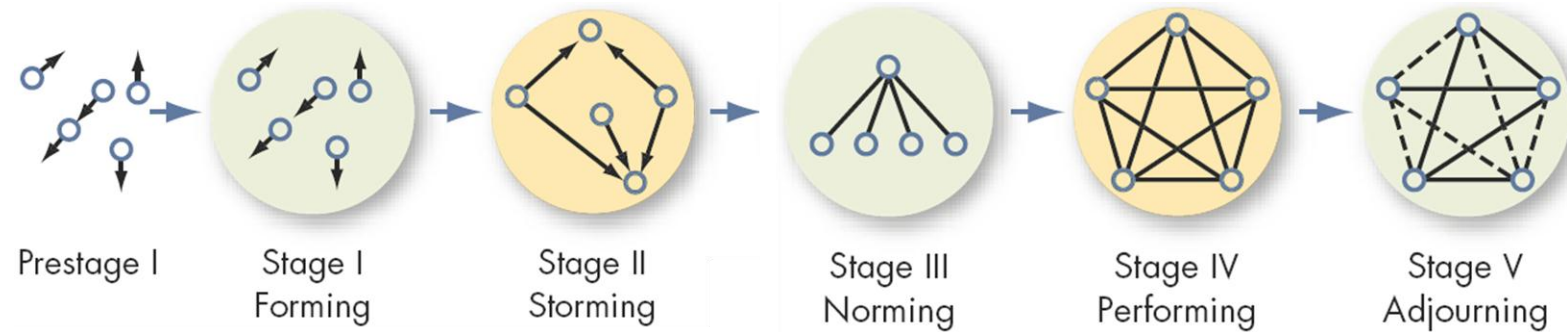 Prestage I
Stage I
Forming
Stage II
Storming
Stage III
Norming
Stage IV
Performing
Stage V
Adjourning